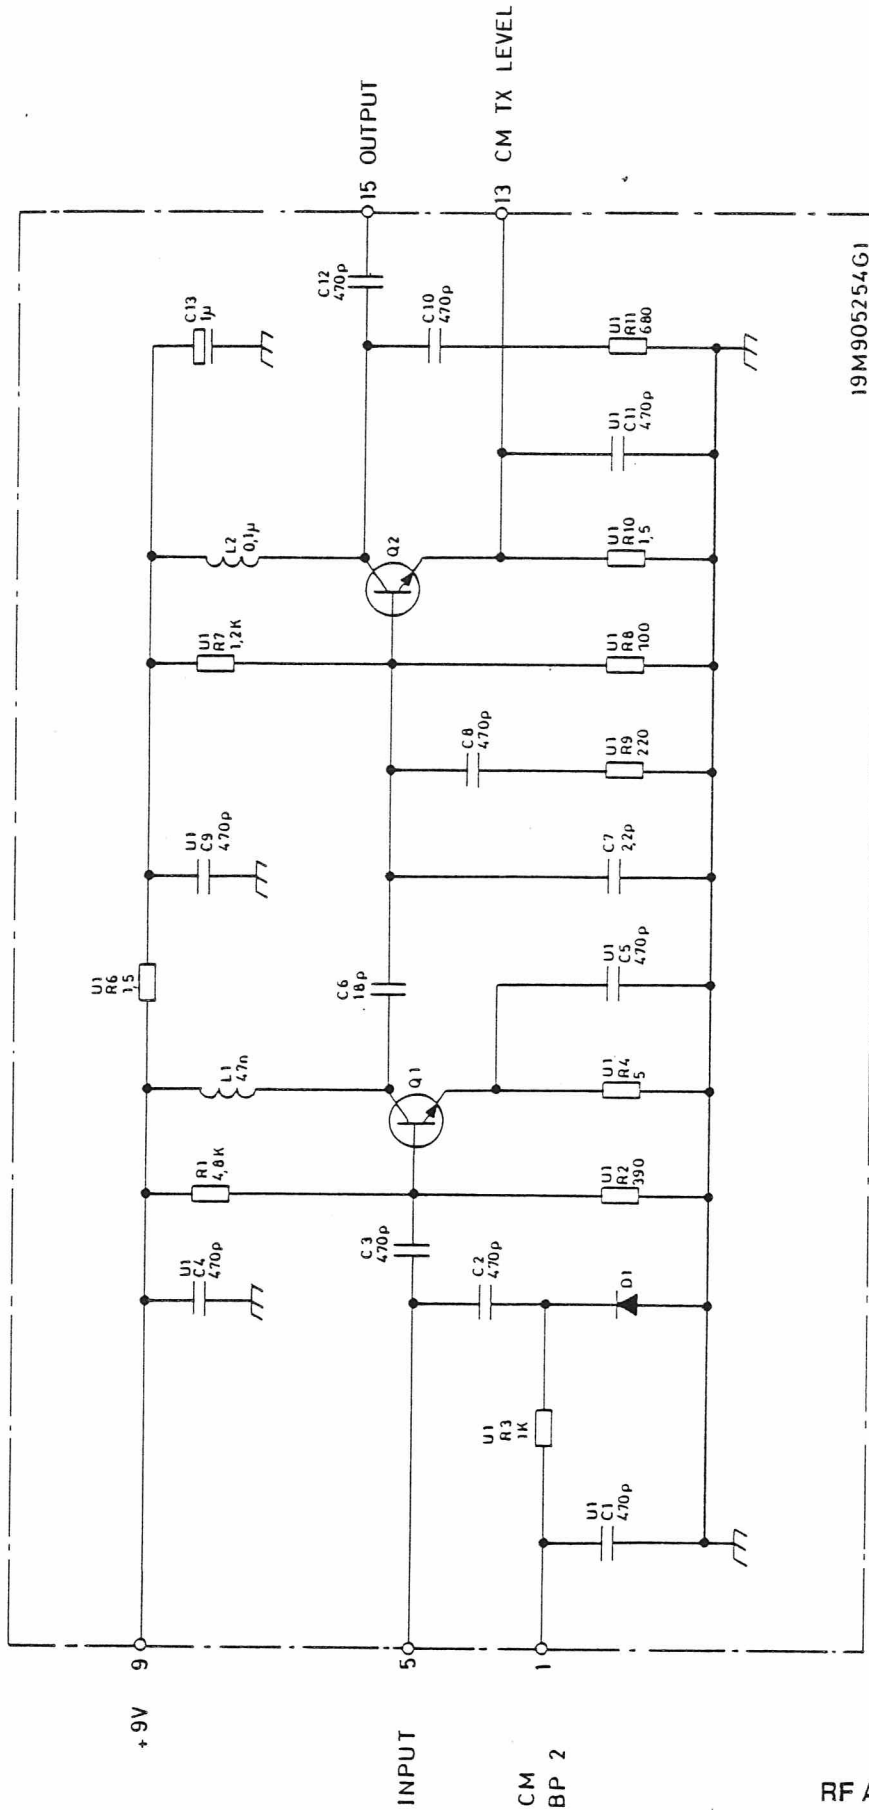 +9V
9
INPUT
5
CM
BP 2
1
U1
C4
470p
R1
4,8K
L1
47n
U1
R6
1,5
U1
C9
470p
U1
R7
1,2K
L2
0,1µ
C13
1µ
C3
470p
Q1
C6
18p
Q2
C12
470p
15 OUTPUT
C2
470p
C8
470p
C10
470p
13 CM TX LEVEL
U1
R3
1K
U1
C1
470p
D1
U1
R2
390
U1
R4
5
U1
C5
470p
C7
2,2p
U1
R9
220
U1
R8
100
U1
R10
1,5
U1
C11
470p
U1
R11
680
19M905254G1
RF A